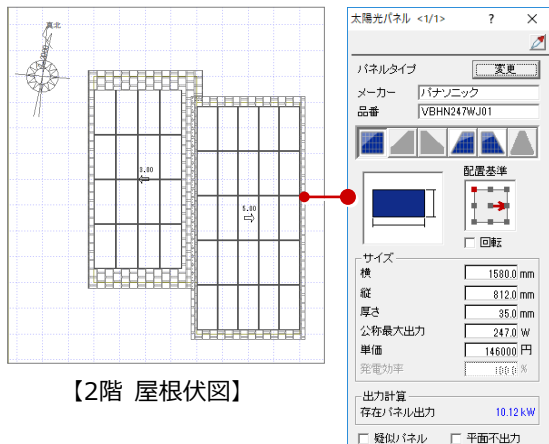 真北
3.00
5.00
【2階 屋根伏図】
太陽光パネル <1/1> ? ×
パネルタイプ 変更
メーカー パナソニック
品番 VBHN247WJ01
配置基準
回転
サイズ
横 1580.0 mm
縦 812.0 mm
厚さ 35.0 mm
公称最大出力 247.0 W
単価 146000 円
発電効率 100.0 %
出力計算
存在パネル出力 10.12 kW
疑似パネル 平面不出力